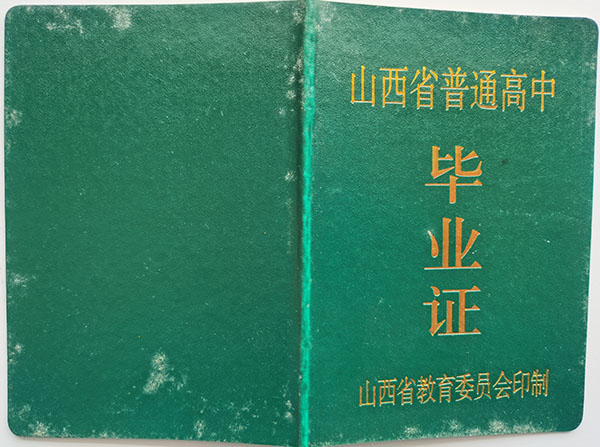 山西省普通高中
毕
业
证
山西省教育委员会印制